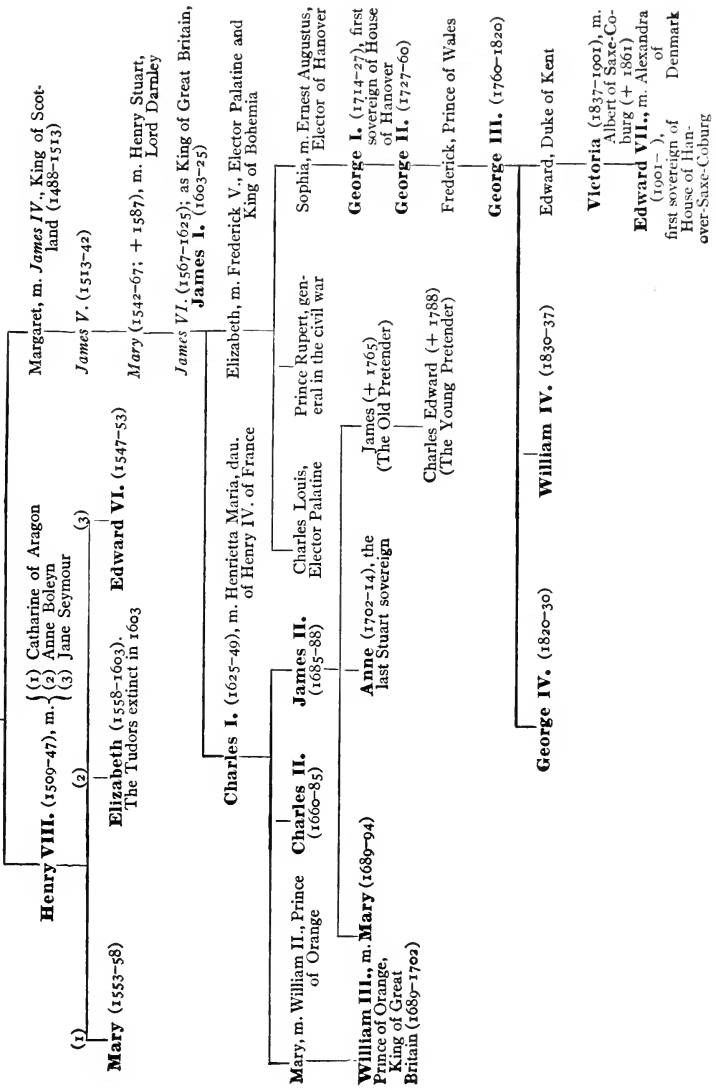 Henry VIII. (1509–47), m. { (1) Catharine of Aragon
(2) Anne Boleyn
(3) Jane Seymour
Margaret, m. James IV., King of Scot-
land (1488–1513)
(1)
(2)
(3)
James V. (1513–42)
Mary (1553–58)
Elizabeth (1558–1603).
The Tudors extinct in 1603
Edward VI. (1547–53)
Mary (1542–67; + 1587), m. Henry Stuart,
Lord Darnley
James VI. (1567–1625); as King of Great Britain,
James I. (1603–25)
Charles I. (1625–49), m. Henrietta Maria, dau.
of Henry IV. of France
Elizabeth, m. Frederick V., Elector Palatine and
King of Bohemia
Mary, m. William II., Prince
of Orange
Charles II.
(1660–85)
James II.
(1685–88)
Charles Louis,
Elector Palatine
Prince Rupert, gen-
eral in the civil war
Sophia, m. Ernest Augustus,
Elector of Hanover
William III., m. Mary (1689–94)
Prince of Orange,
King of Great
Britain (1689–1702)
Anne (1702–14), the
last Stuart sovereign
James (+ 1765)
(The Old Pretender)
George I. (1714–27), first
sovereign of House
of Hanover
George II. (1727–60)
Charles Edward (+ 1788)
(The Young Pretender)
Frederick, Prince of Wales
George III. (1760–1820)
George IV. (1820–30)
William IV. (1830–37)
Edward, Duke of Kent
Victoria (1837–1901), m.
Albert of Saxe-Co-
burg (+ 1861)
Edward VII., m. Alexandra
(1901– ), of
first sovereign of Denmark
House of Han-
over-Saxe-Coburg